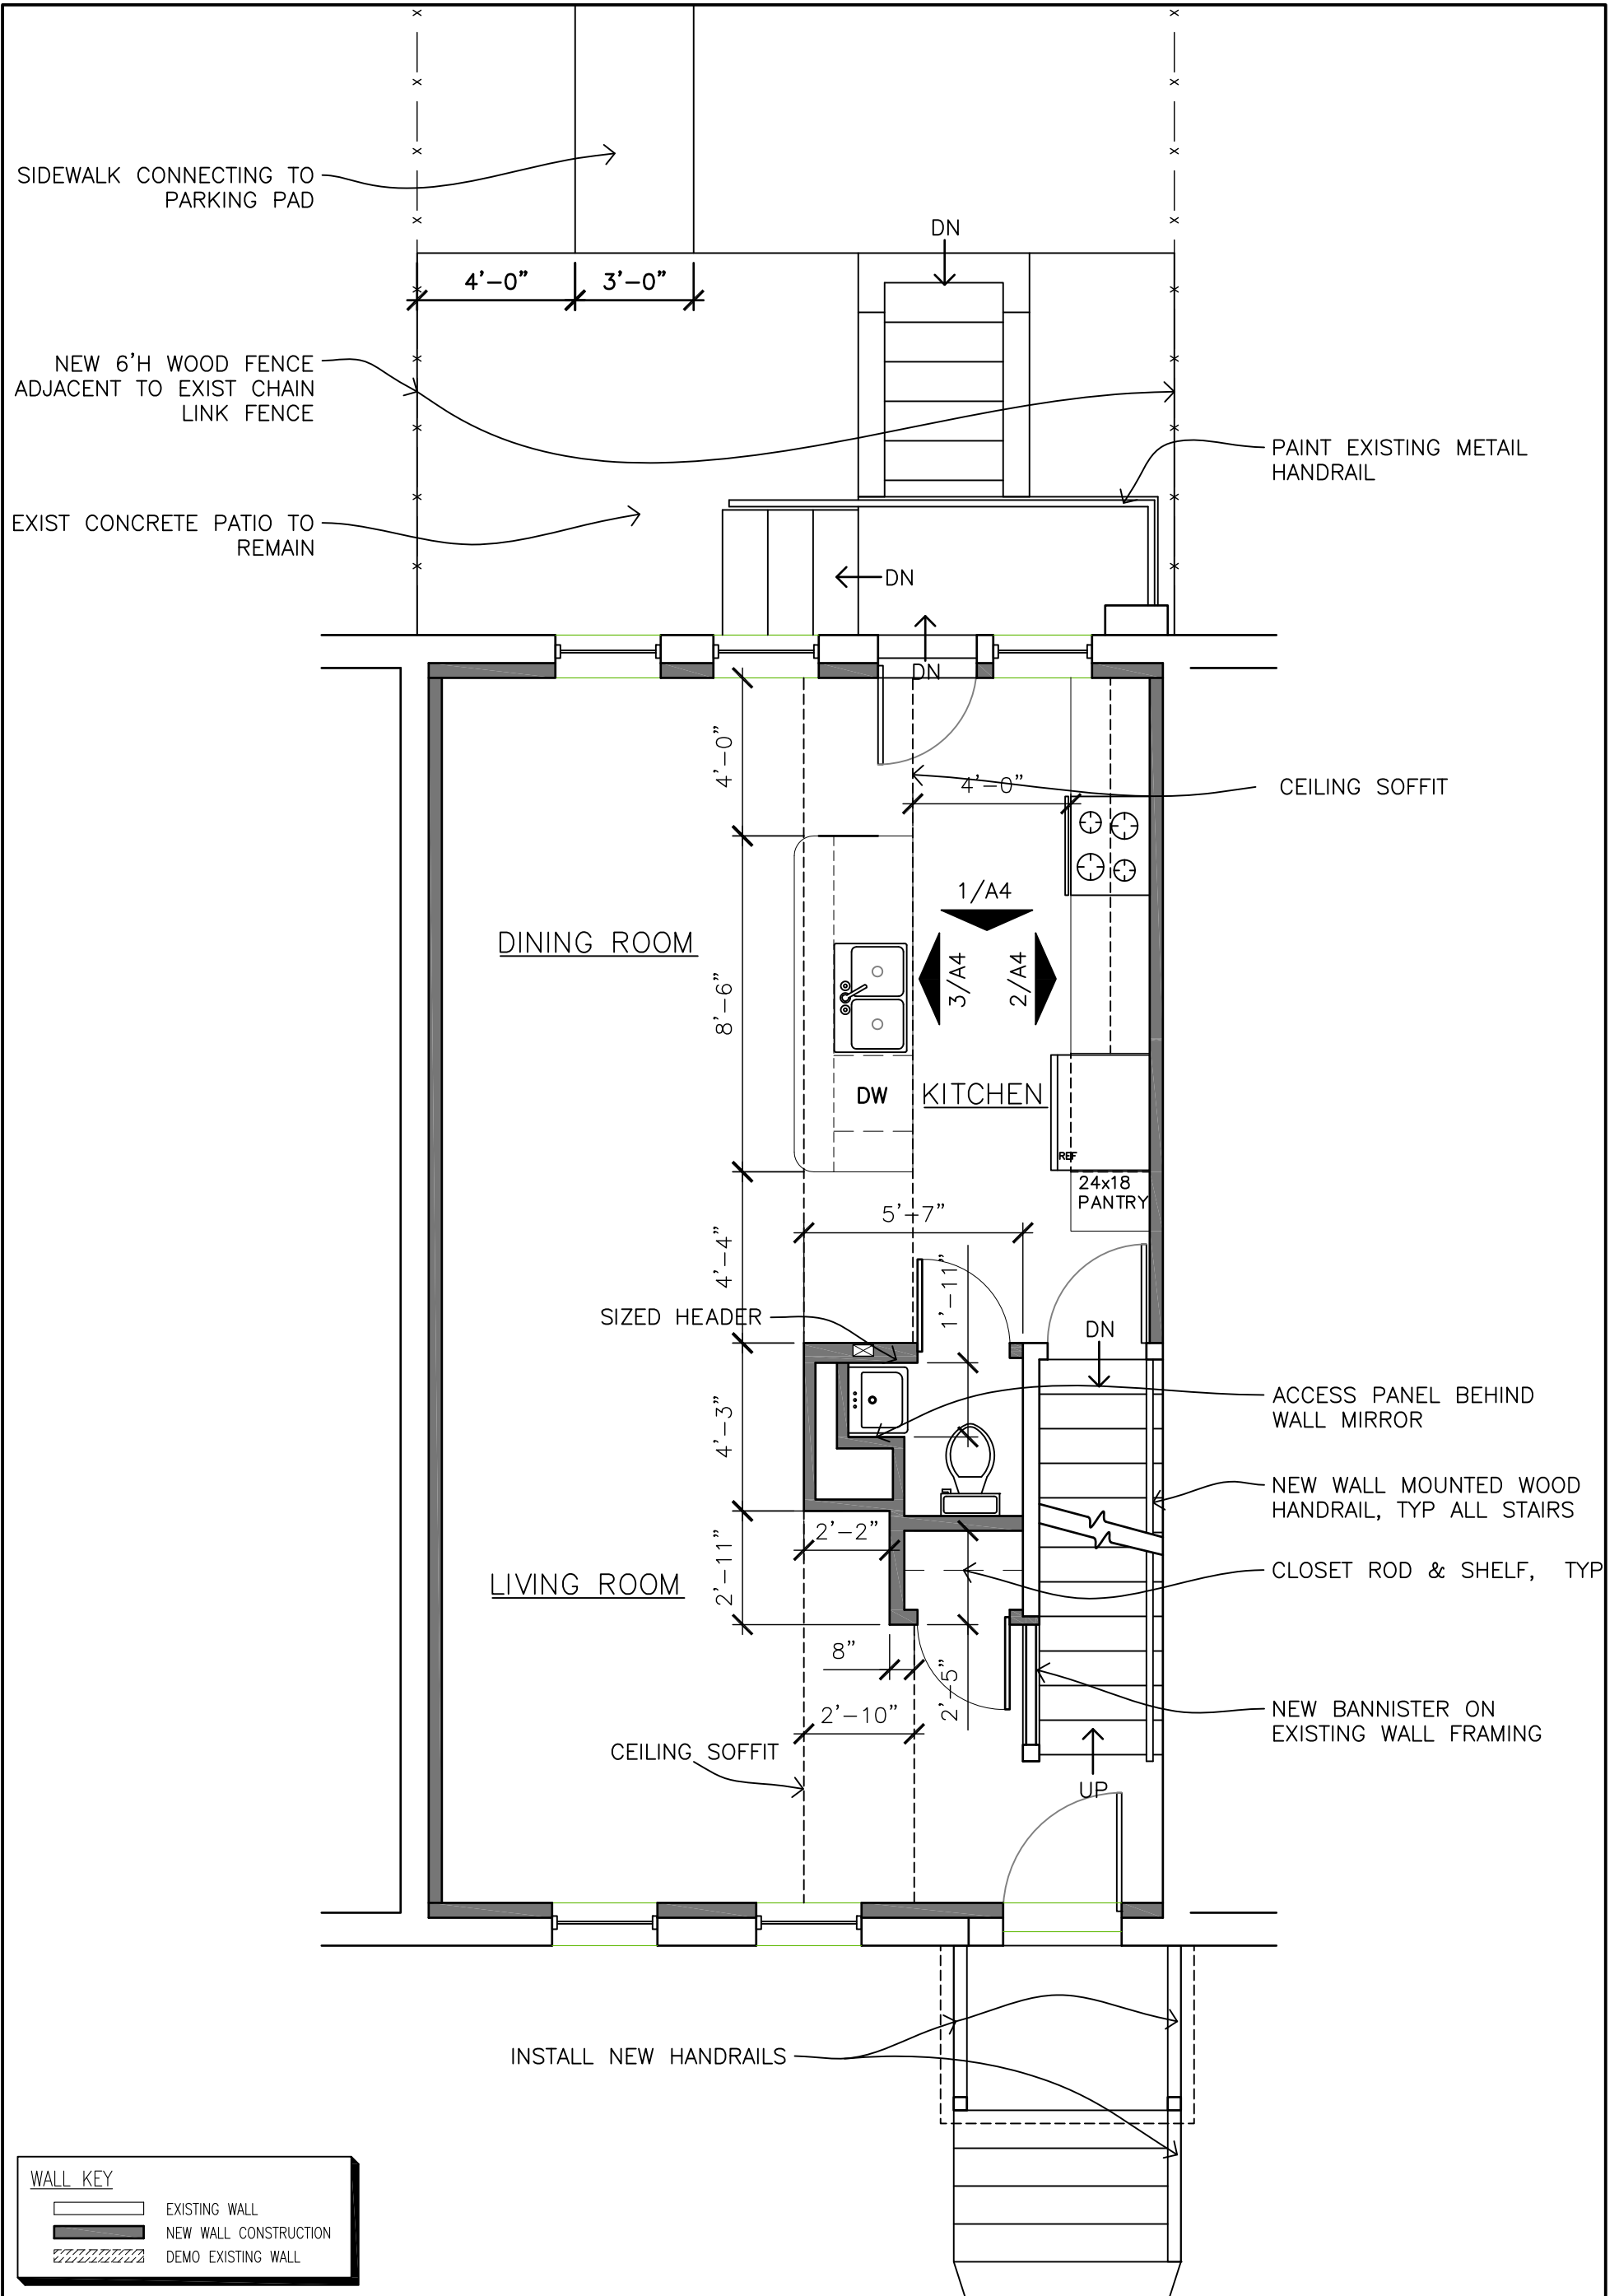 SIDEWALK CONNECTING TO
PARKING PAD
DN
4'-0"
3'-0"
NEW 6'H WOOD FENCE
ADJACENT TO EXIST CHAIN
LINK FENCE
PAINT EXISTING METAIL
HANDRAIL
EXIST CONCRETE PATIO TO
REMAIN
DN
DN
4'-0"
4'-0"
CEILING SOFFIT
1/A4
DINING ROOM
3/A4
2/A4
8'-6"
DW
KITCHEN
REF
24x18
PANTRY
5'-7"
4'-4"
1'-11"
SIZED HEADER
DN
ACCESS PANEL BEHIND
WALL MIRROR
4'-3"
NEW WALL MOUNTED WOOD
HANDRAIL, TYP ALL STAIRS
2'-2"
2'-11"
CLOSET ROD & SHELF, TYP
LIVING ROOM
8"
2'-5"
2'-10"
NEW BANNISTER ON
EXISTING WALL FRAMING
CEILING SOFFIT
UP
INSTALL NEW HANDRAILS
WALL KEY
EXISTING WALL
NEW WALL CONSTRUCTION
DEMO EXISTING WALL